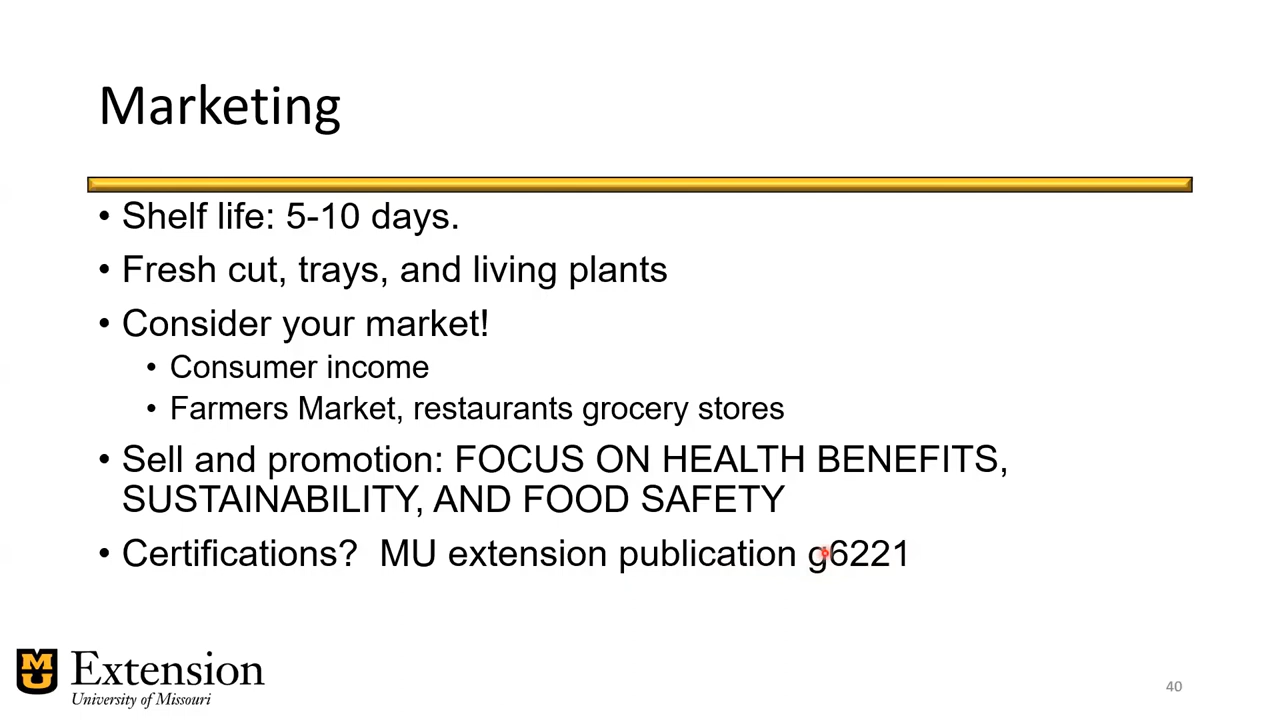 Marketing
• Shelf life: 5-10 days.
• Fresh cut, trays, and living plants
• Consider your market!
• Consumer income
• Farmers Market, restaurants grocery stores
• Sell and promotion: FOCUS ON HEALTH BENEFITS,
SUSTAINABILITY, AND FOOD SAFETY
• Certifications?  MU extension publication g6221
MU Extension
University of Missouri
40